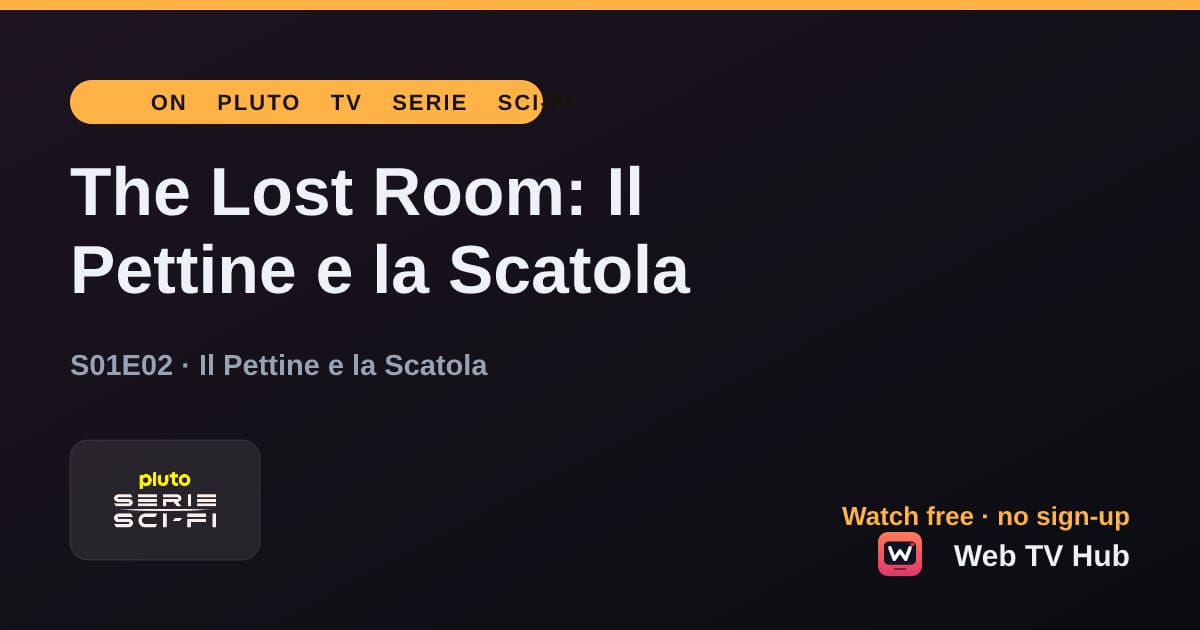 ON PLUTO TV SERIE SCI-FI
The Lost Room: Il
Pettine e la Scatola
S01E02 · Il Pettine e la Scatola
pluto
SERIE
SCI-FI
Watch free · no sign-up
Web TV Hub